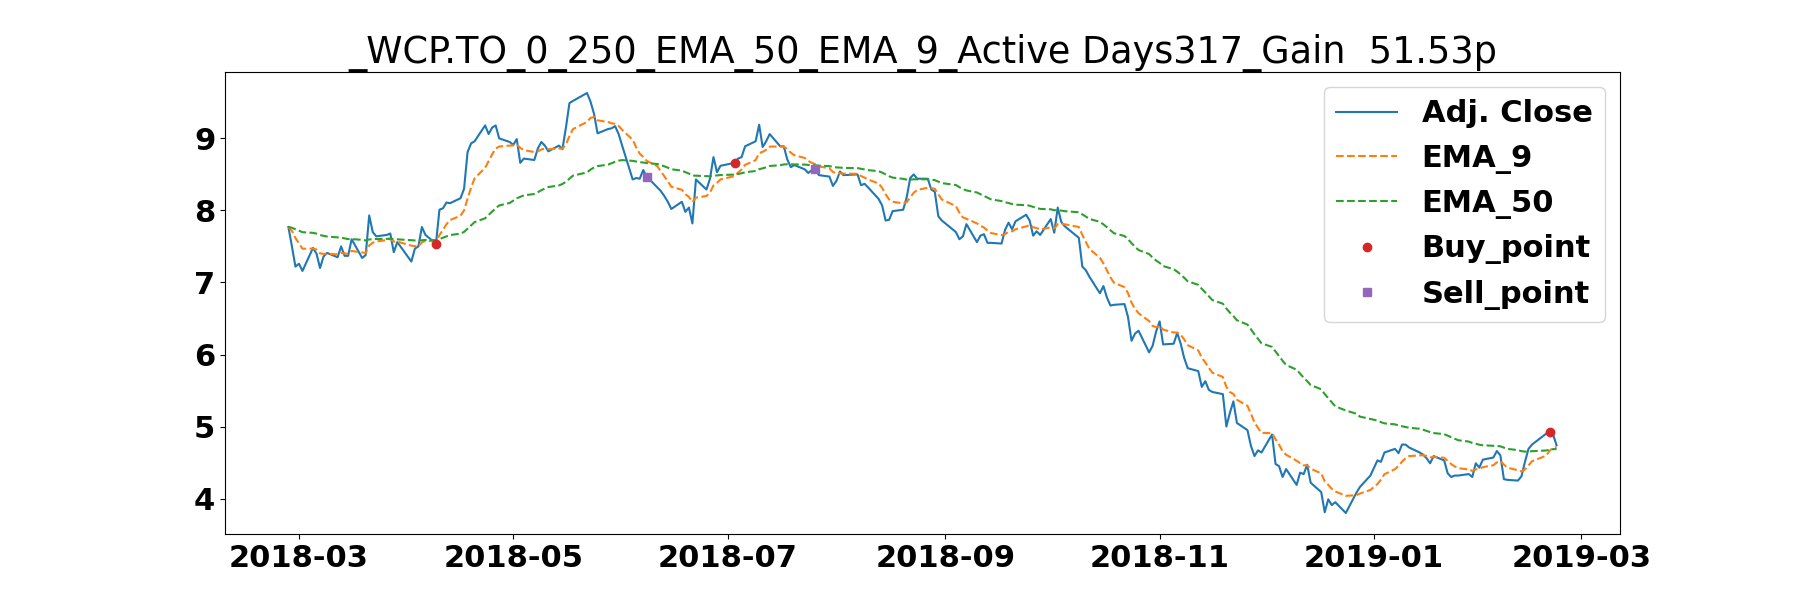 _WCP.TO_0_250_EMA_50_EMA_9_Active Days317_Gain  51.53p
Adj. Close
EMA_9
EMA_50
Buy_point
Sell_point
9
8
7
6
5
4
2018-03 2018-05 2018-07 2018-09 2018-11 2019-01 2019-03